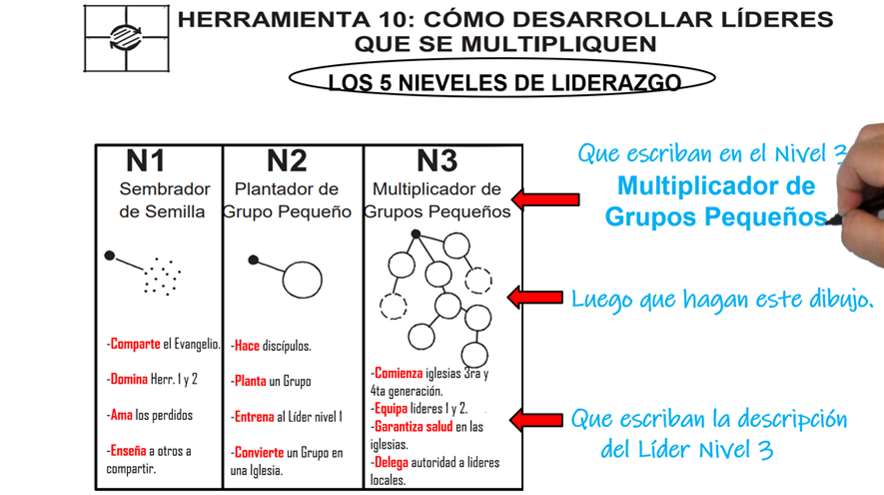 HERRAMIENTA 10: CÓMO DESARROLLAR LÍDERES
QUE SE MULTIPLIQUEN
LOS 5 NIEVELES DE LIDERAZGO
N1
Sembrador
de Semilla
-Comparte el Evangelio.
-Domina Herr. 1 y 2
-Ama los perdidos
-Enseña a otros a
compartir.
N2
Plantador de
Grupo Pequeño
-Hace discípulos.
-Planta un Grupo
-Entrena al Líder nivel 1
-Convierte un Grupo en
una Iglesia.
N3
Multiplicador de
Grupos Pequeños
-Comienza iglesias 3ra y
4ta generación.
-Equipa lideres 1 y 2.
-Garantiza salud en las
iglesias.
-Delega autoridad a lideres
locales.
Que escriban en el Nivel 3
Multiplicador de
Grupos Pequeños
Luego que hagan este dibujo.
Que escriban la descripción
del Líder Nivel 3